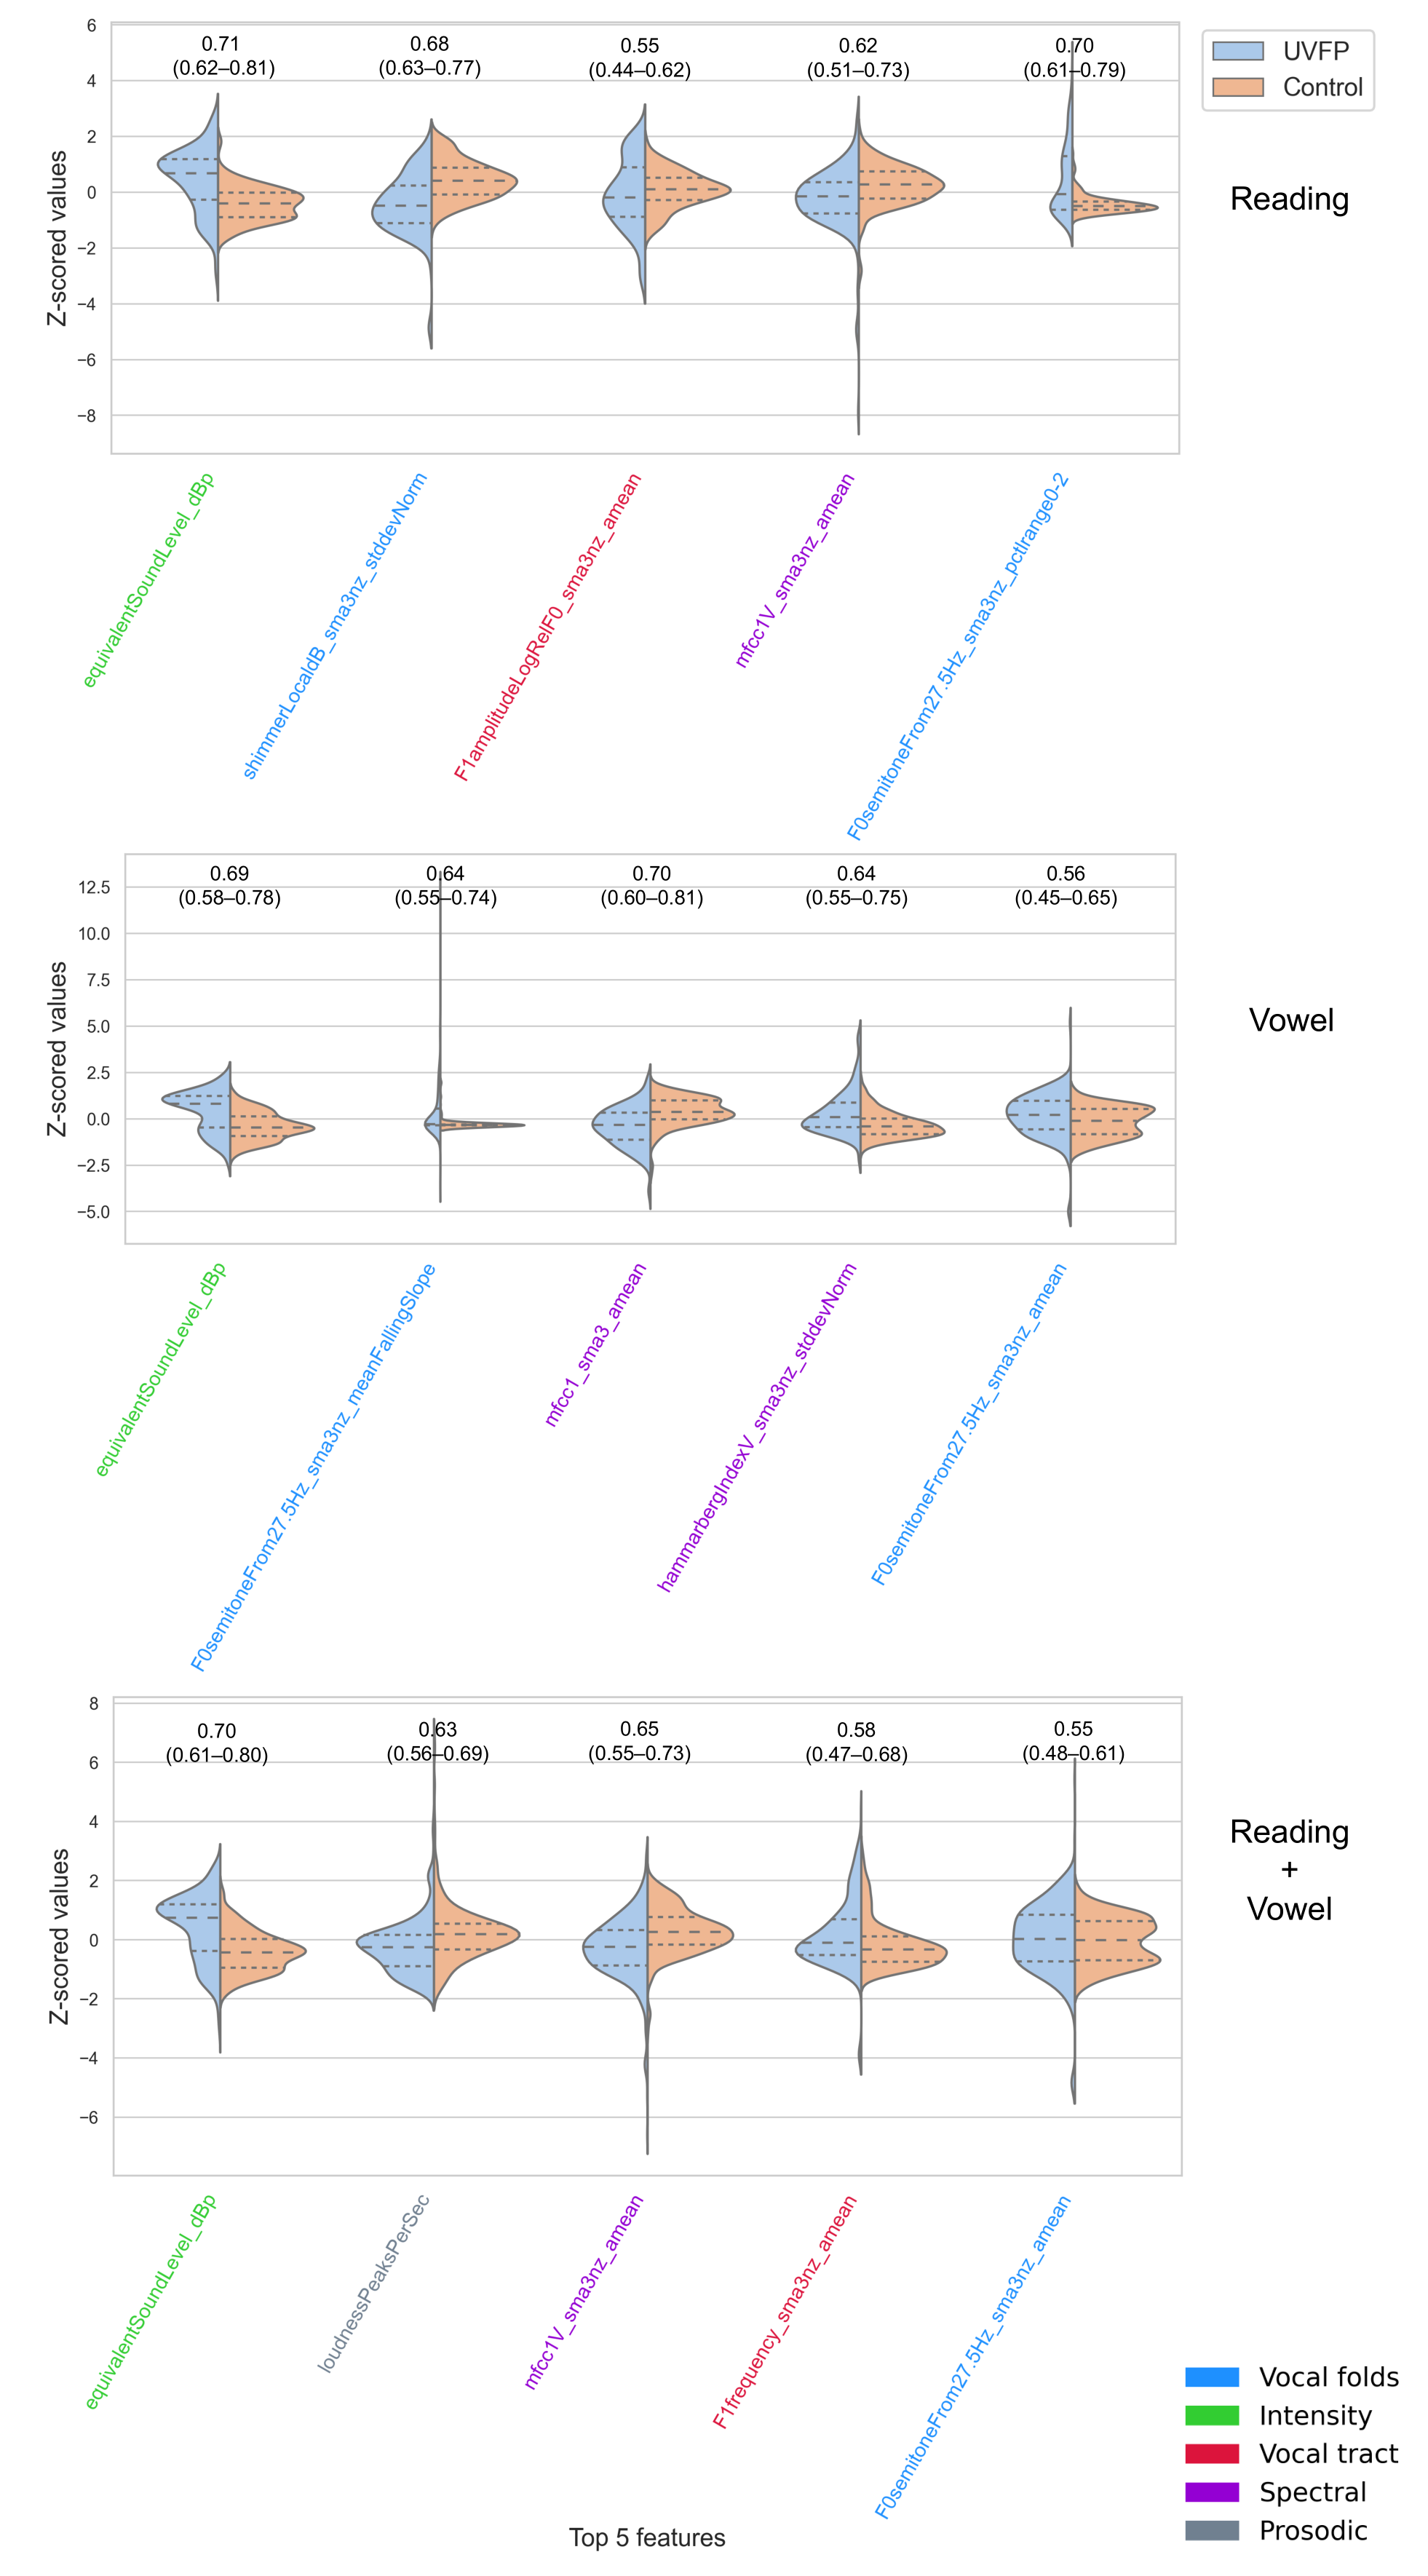 6
4
2
0
−2
−4
−6
−8
Z-scored values
0.71
(0.62–0.81)
0.68
(0.63–0.77)
0.55
(0.44–0.62)
0.62
(0.51–0.73)
0.70
(0.61–0.79)
UVFP
Control
Reading
equivalentSoundLevel_dBp
shimmerLocaldB_sma3nz_stddevNorm
F1amplitudeLogRelF0_sma3nz_amean
mfcc1V_sma3nz_amean
F0semitoneFrom27.5Hz_sma3nz_pctlrange0-2
12.5
10.0
7.5
5.0
2.5
0.0
−2.5
−5.0
Z-scored values
0.69
(0.58–0.78)
0.64
(0.55–0.74)
0.70
(0.60–0.81)
0.64
(0.55–0.75)
0.56
(0.45–0.65)
Vowel
equivalentSoundLevel_dBp
F0semitoneFrom27.5Hz_sma3nz_meanFallingSlope
mfcc1_sma3_amean
hammarbergIndexV_sma3nz_stddevNorm
F0semitoneFrom27.5Hz_sma3nz_amean
8
6
4
2
0
−2
−4
−6
Z-scored values
0.70
(0.61–0.80)
0.63
(0.56–0.69)
0.65
(0.55–0.73)
0.58
(0.47–0.68)
0.55
(0.48–0.61)
Reading
+
Vowel
equivalentSoundLevel_dBp
loudnessPeaksPerSec
mfcc1V_sma3nz_amean
F1frequency_sma3nz_amean
F0semitoneFrom27.5Hz_sma3nz_amean
Top 5 features
Vocal folds
Intensity
Vocal tract
Spectral
Prosodic